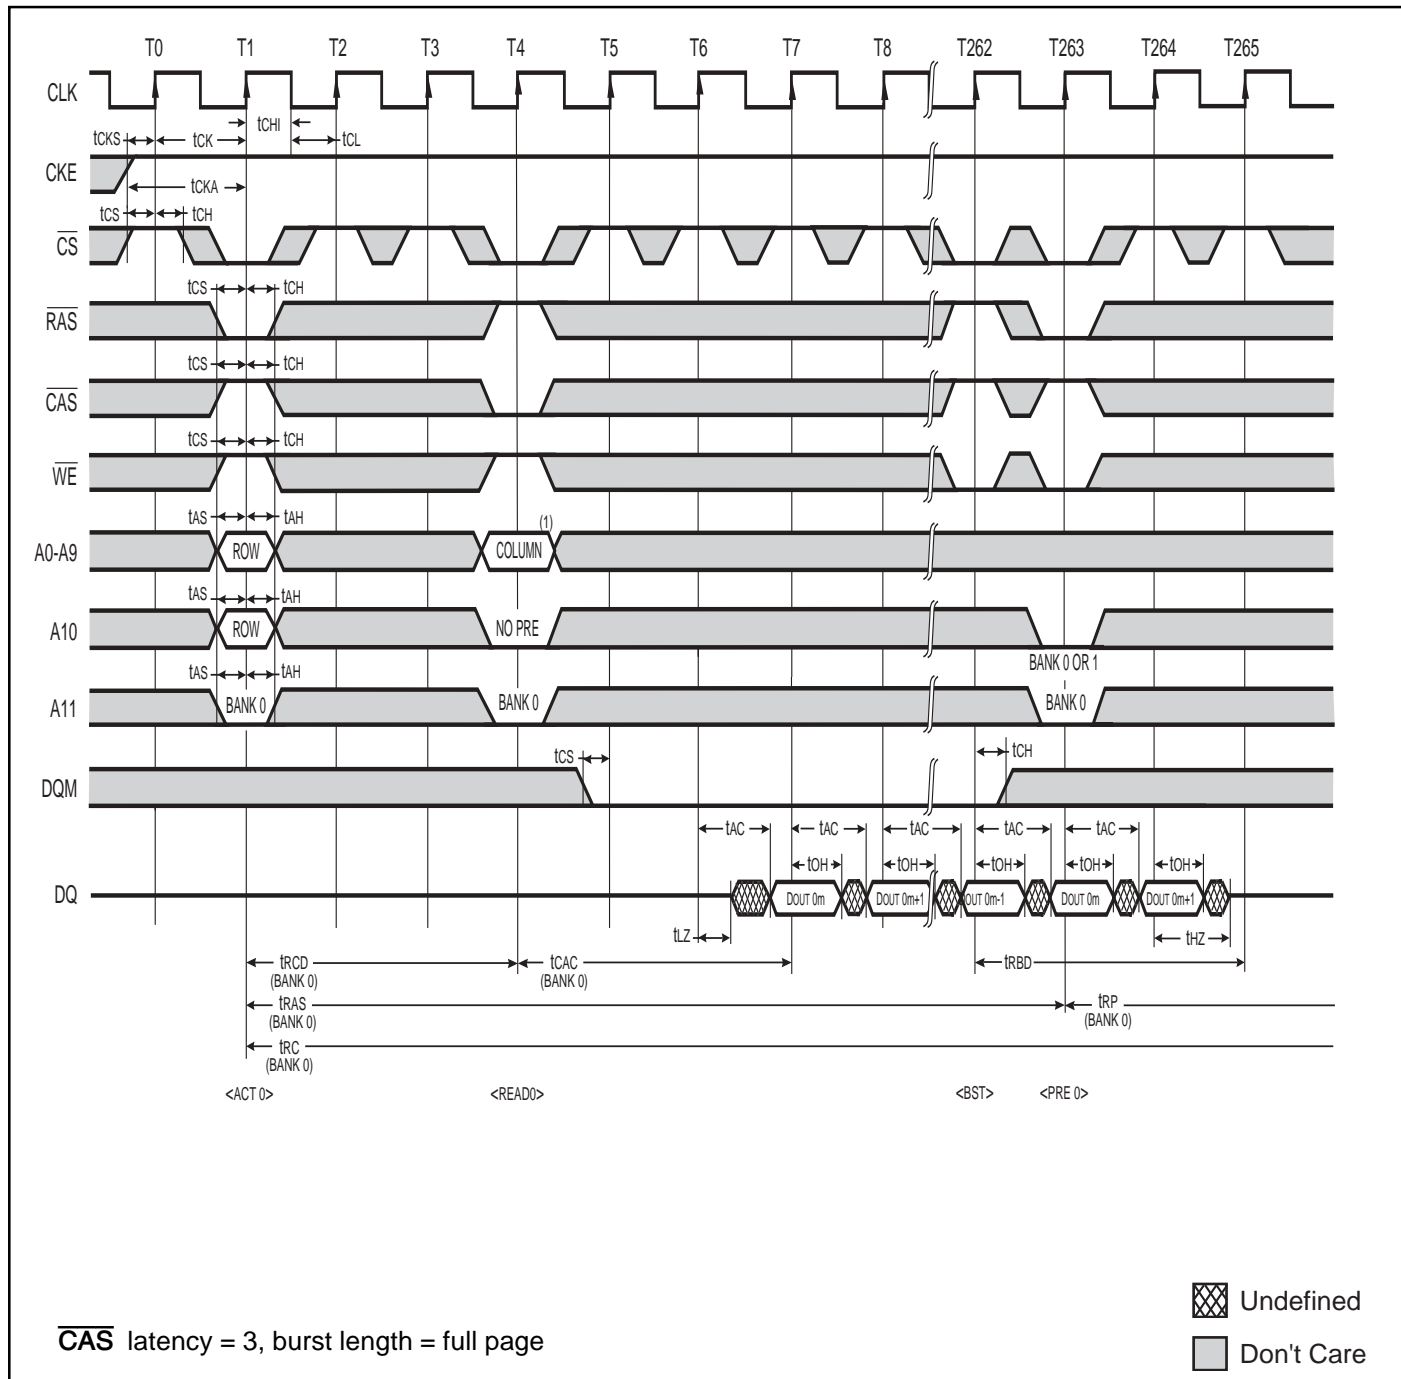 T0 T1 T2 T3 T4 T5 T6 T7 T8 T262 T263 T264 T265
CLK
tCHI
tCKS tCK tCL
CKE
tCKA
tCS tCH
CS
tCS tCH
RAS
tCS tCH
CAS
tCS tCH
WE
tAS tAH (1)
A0-A9 ROW COLUMN
tAS tAH
A10 ROW NO PRE
BANK 0 OR 1
tAS tAH
A11 BANK 0 BANK 0 BANK 0
tCS tCH
DQM
tAC tAC tAC tAC tAC
tOH tOH tOH tOH tOH
DQ DOUT 0m DOUT 0m+1 OUT 0m-1 DOUT 0m DOUT 0m+1
tLZ tHZ
tRCD tCAC tRBD
(BANK 0) (BANK 0)
tRAS tRP
(BANK 0) (BANK 0)
tRC
(BANK 0)
<ACT 0> <READ0> <BST> <PRE 0>
Undefined
CAS latency = 3, burst length = full page
Don't Care